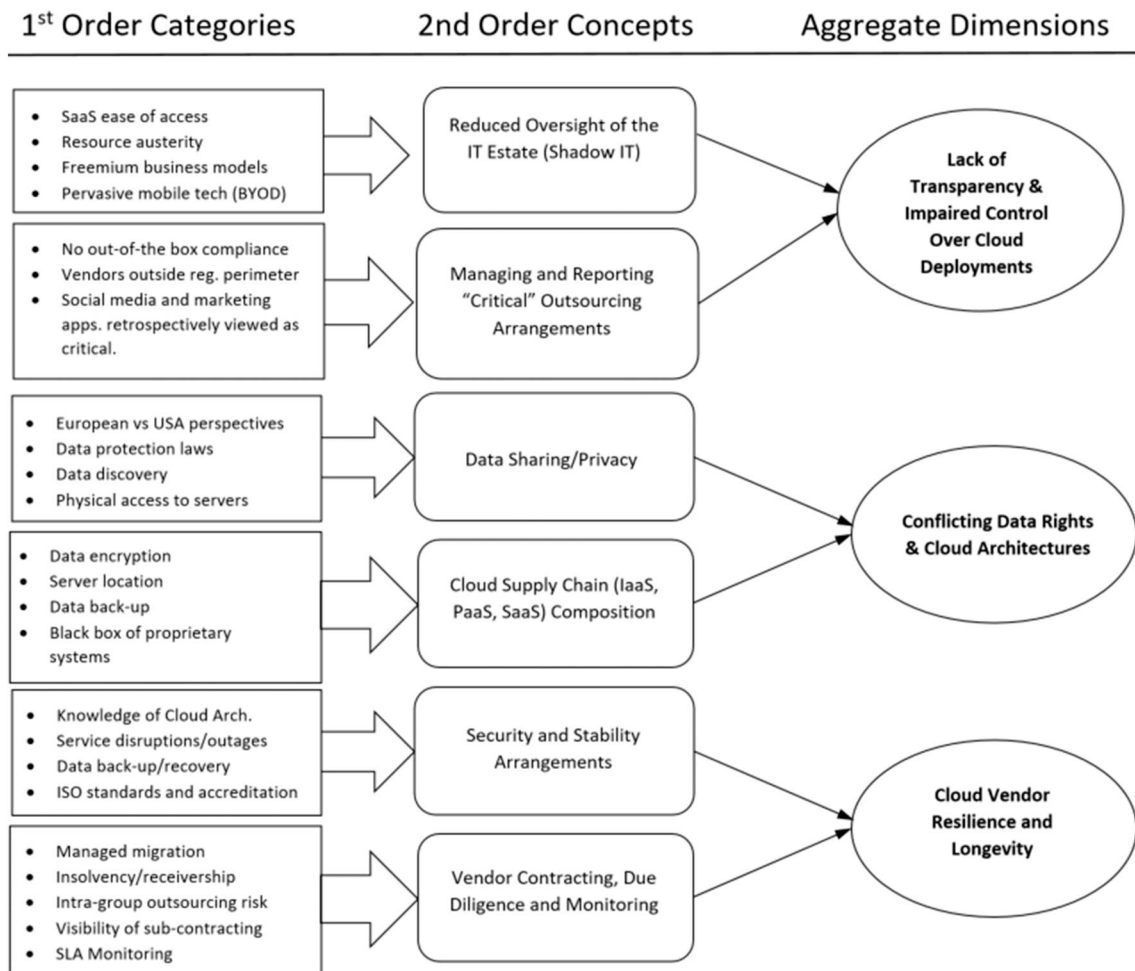 1st Order Categories
2nd Order Concepts
Aggregate Dimensions
• SaaS ease of access
• Resource austerity
• Freemium business models
• Pervasive mobile tech (BYOD)
Reduced Oversight of the
IT Estate (Shadow IT)
Lack of
Transparency &
Impaired Control
Over Cloud
Deployments
• No out-of-the box compliance
• Vendors outside reg. perimeter
• Social media and marketing
apps. retrospectively viewed as
critical.
Managing and Reporting
“Critical” Outsourcing
Arrangements
• European vs USA perspectives
• Data protection laws
• Data discovery
• Physical access to servers
Data Sharing/Privacy
Conflicting Data Rights
& Cloud Architectures
• Data encryption
• Server location
• Data back-up
• Black box of proprietary
systems
Cloud Supply Chain (IaaS,
PaaS, SaaS) Composition
• Knowledge of Cloud Arch.
• Service disruptions/outages
• Data back-up/recovery
• ISO standards and accreditation
Security and Stability
Arrangements
Cloud Vendor
Resilience and
Longevity
• Managed migration
• Insolvency/receivership
• Intra-group outsourcing risk
• Visibility of sub-contracting
• SLA Monitoring
Vendor Contracting, Due
Diligence and Monitoring